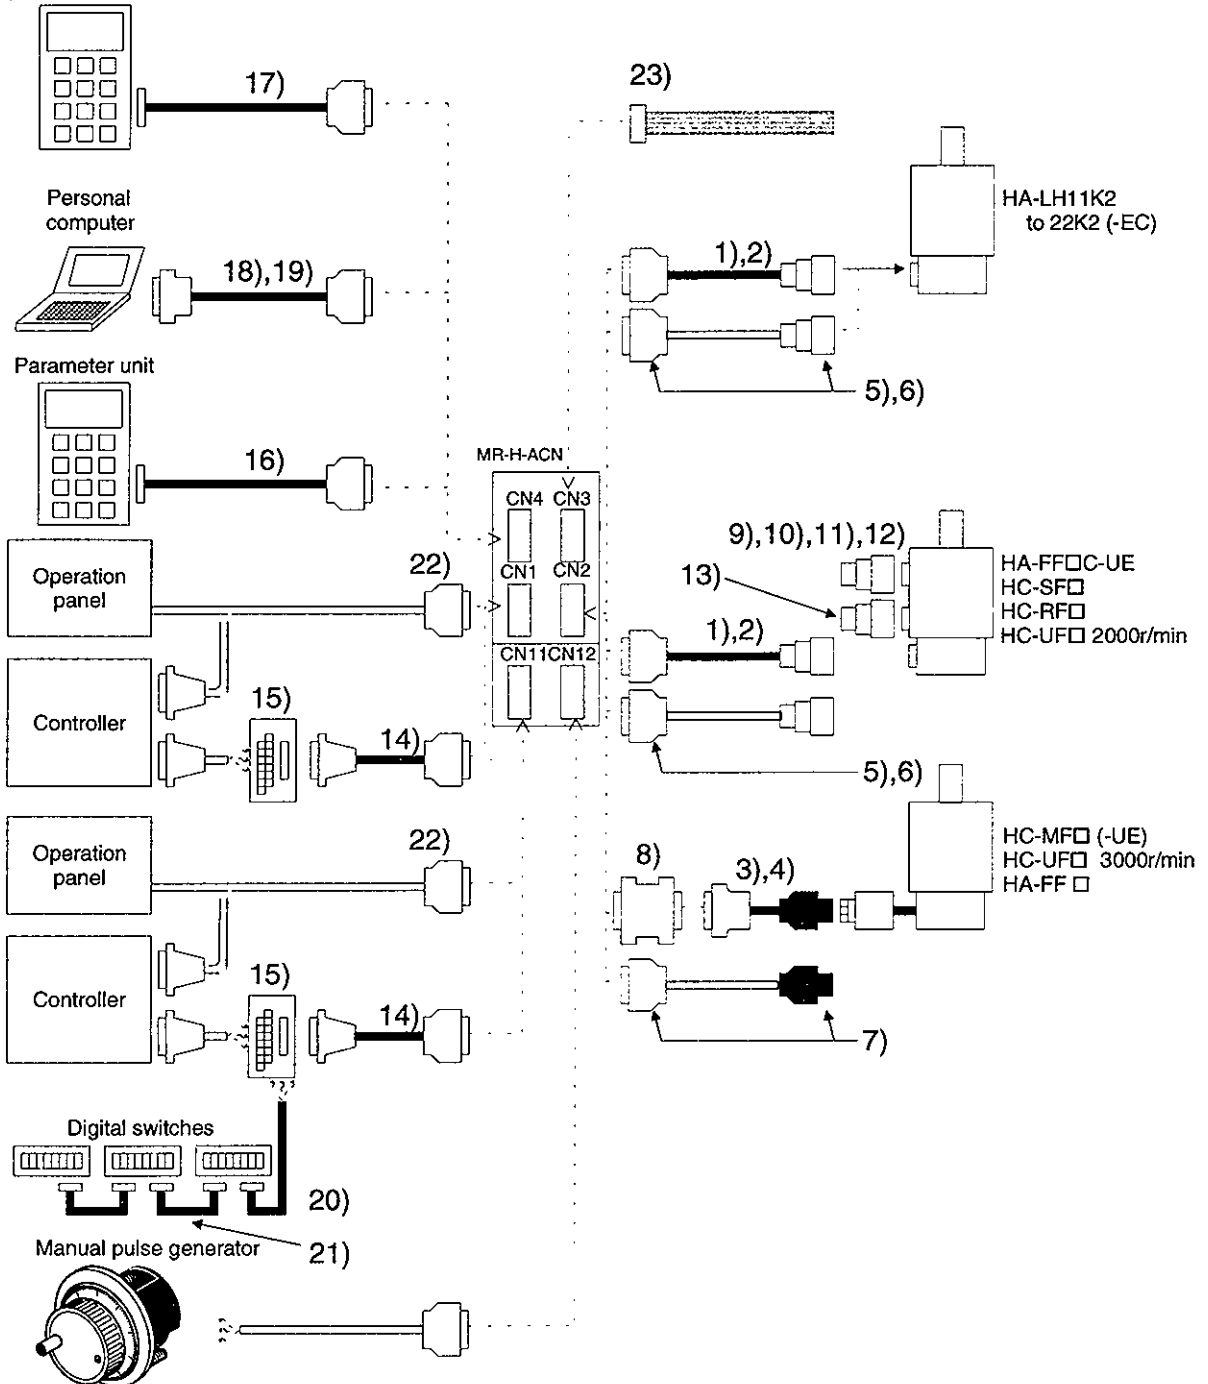 17)
23)
HA-LH11K2
to 22K2 (-EC)
Personal
computer
18),19)
1),2)
5),6)
Parameter unit
16)
MR-H-ACN
CN4 CN3
CN1 CN2
CN11 CN12
Operation
panel
22)
9),10),11),12)
13)
HA-FF□C-UE
HC-SF□
HC-RF□
HC-UF□ 2000r/min
1),2)
Controller
15)
14)
5),6)
Operation
panel
22)
8)
3),4)
HC-MF□ (-UE)
HC-UF□ 3000r/min
HA-FF □
Controller
15)
14)
7)
Digital switches
20)
21)
Manual pulse generator